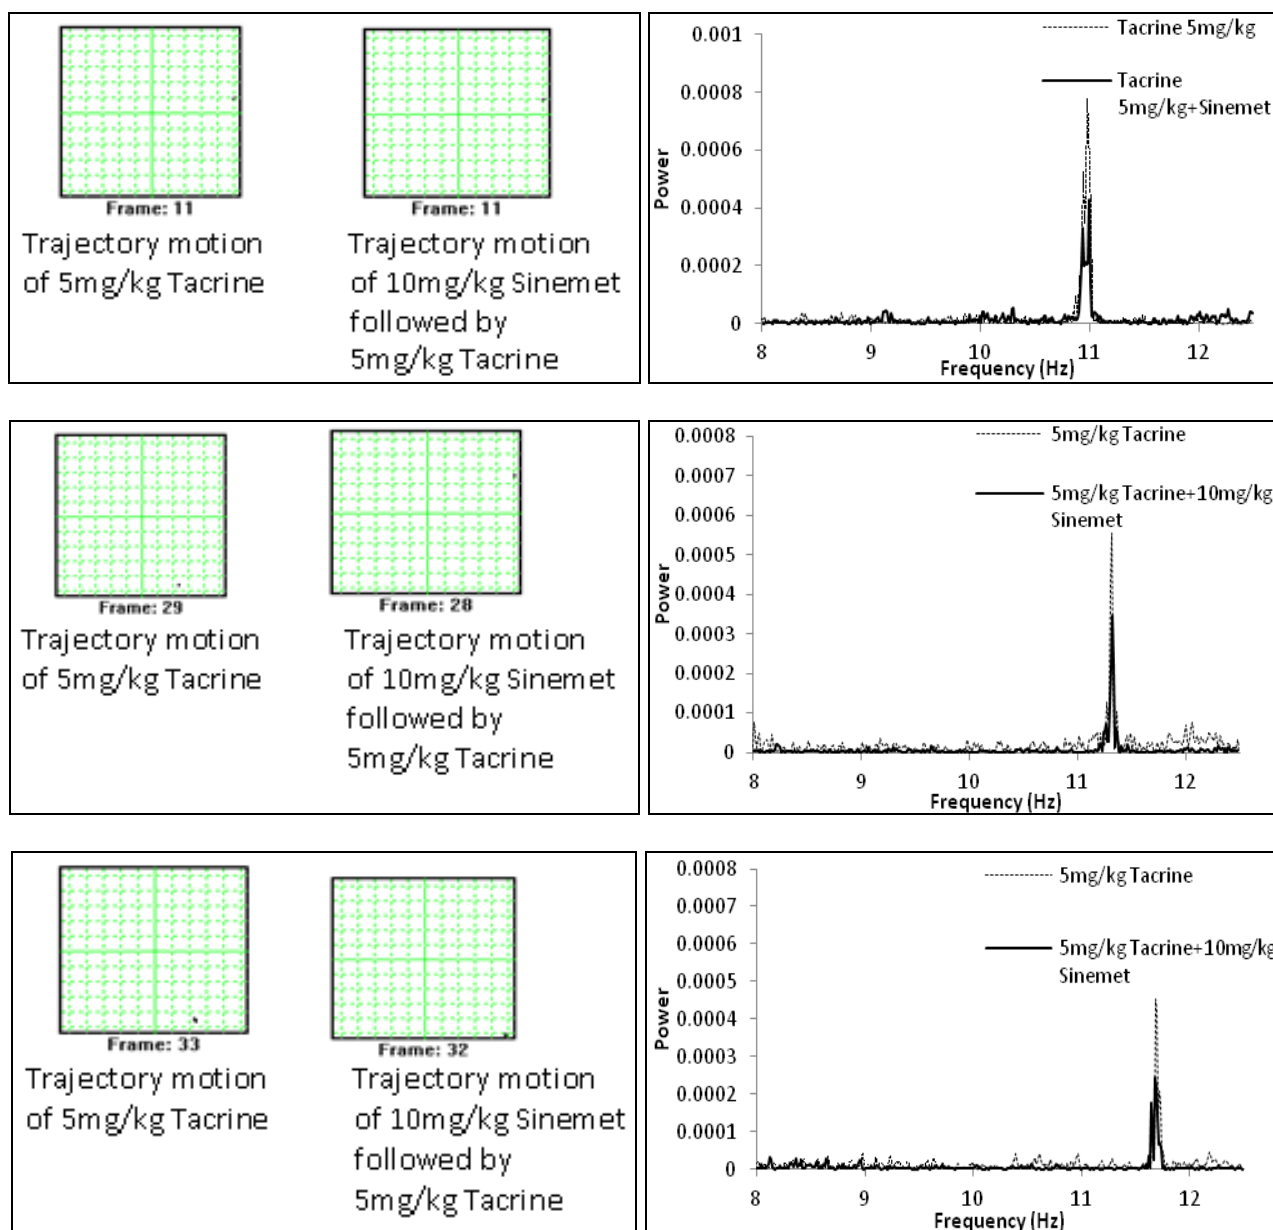 Frame: 11
Trajectory motion
of 5mg/kg Tacrine
Frame: 11
Trajectory motion
of 10mg/kg Sinemet
followed by
5mg/kg Tacrine
Tacrine 5mg/kg
Tacrine
5mg/kg+Sinemet
0.001
0.0008
0.0006
0.0004
0.0002
0
Power
8 9 10 11 12
Frequency (Hz)
Frame: 29
Trajectory motion
of 5mg/kg Tacrine
Frame: 28
Trajectory motion
of 10mg/kg Sinemet
followed by
5mg/kg Tacrine
5mg/kg Tacrine
5mg/kg Tacrine+10mg/kg
Sinemet
0.0008
0.0007
0.0006
0.0005
0.0004
0.0003
0.0002
0.0001
0
Power
8 9 10 11 12
Frequency (Hz)
Frame: 33
Trajectory motion
of 5mg/kg Tacrine
Frame: 32
Trajectory motion
of 10mg/kg Sinemet
followed by
5mg/kg Tacrine
5mg/kg Tacrine
5mg/kg Tacrine+10mg/kg
Sinemet
0.0008
0.0007
0.0006
0.0005
0.0004
0.0003
0.0002
0.0001
0
Power
8 9 10 11 12
Frequency (Hz)